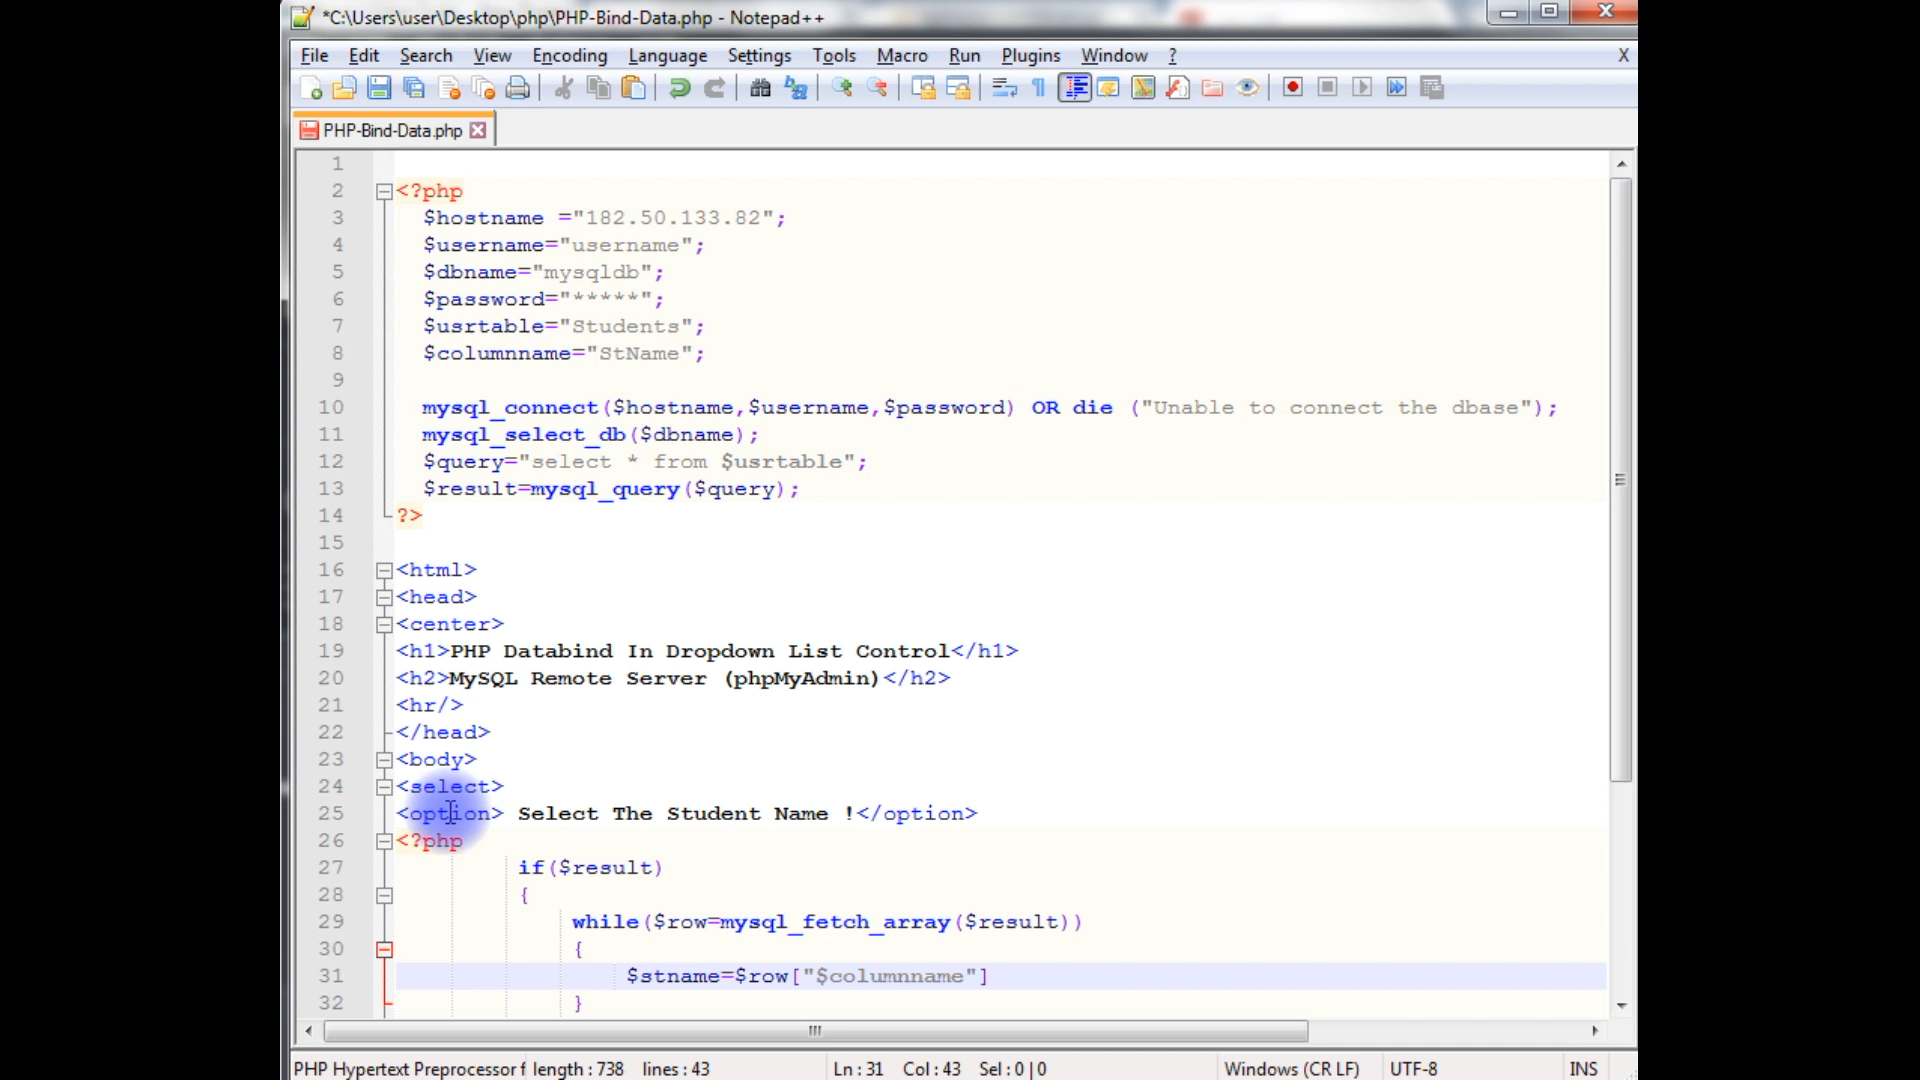 *C:\Users\user\Desktop\php\PHP-Bind-Data.php - Notepad++
File Edit Search View Encoding Language Settings Tools Macro Run Plugins Window ? X
PHP-Bind-Data.php
1
2 <?php
3 $hostname ="182.50.133.82";
4 $username="username";
5 $dbname="mysqldb";
6 $password="*****";
7 $usrtable="Students";
8 $columnname="StName";
9
10 mysql_connect($hostname,$username,$password) OR die ("Unable to connect the dbase");
11 mysql_select_db($dbname);
12 $query="select * from $usrtable";
13 $result=mysql_query($query);
14 ?>
15
16 <html>
17 <head>
18 <center>
19 <h1>PHP Databind In Dropdown List Control</h1>
20 <h2>MySQL Remote Server (phpMyAdmin)</h2>
21 <hr/>
22 </head>
23 <body>
24 <select>
25 <option> Select The Student Name !</option>
26 <?php
27 if($result)
28 {
29 while($row=mysql_fetch_array($result))
30 {
31 $stname=$row["$columnname"]
32 }
PHP Hypertext Preprocessor f length : 738 lines : 43 Ln : 31 Col : 43 Sel : 0 | 0 Windows (CR LF) UTF-8 INS